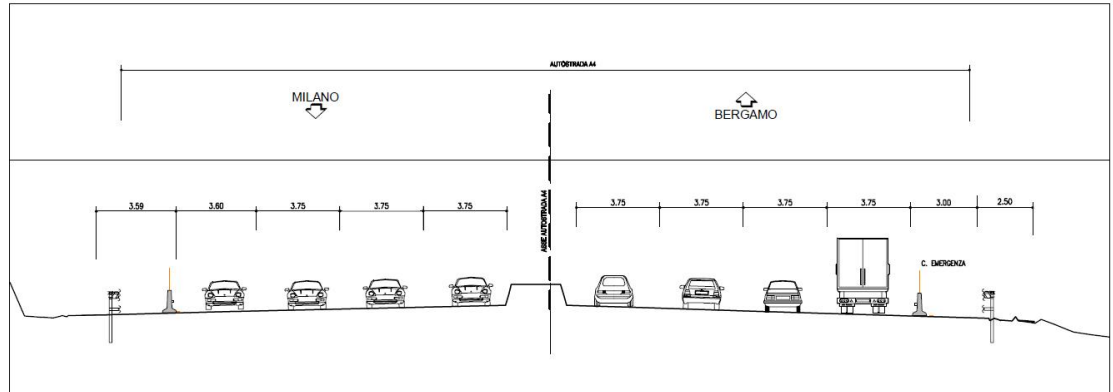 AUTOSTRADA A4
MILANO
BERGAMO
ASSE AUTOSTRADA A4
3.59 3.60 3.75 3.75 3.75
3.75 3.75 3.75 3.75 3.00 2.50
C. EMERGENZA